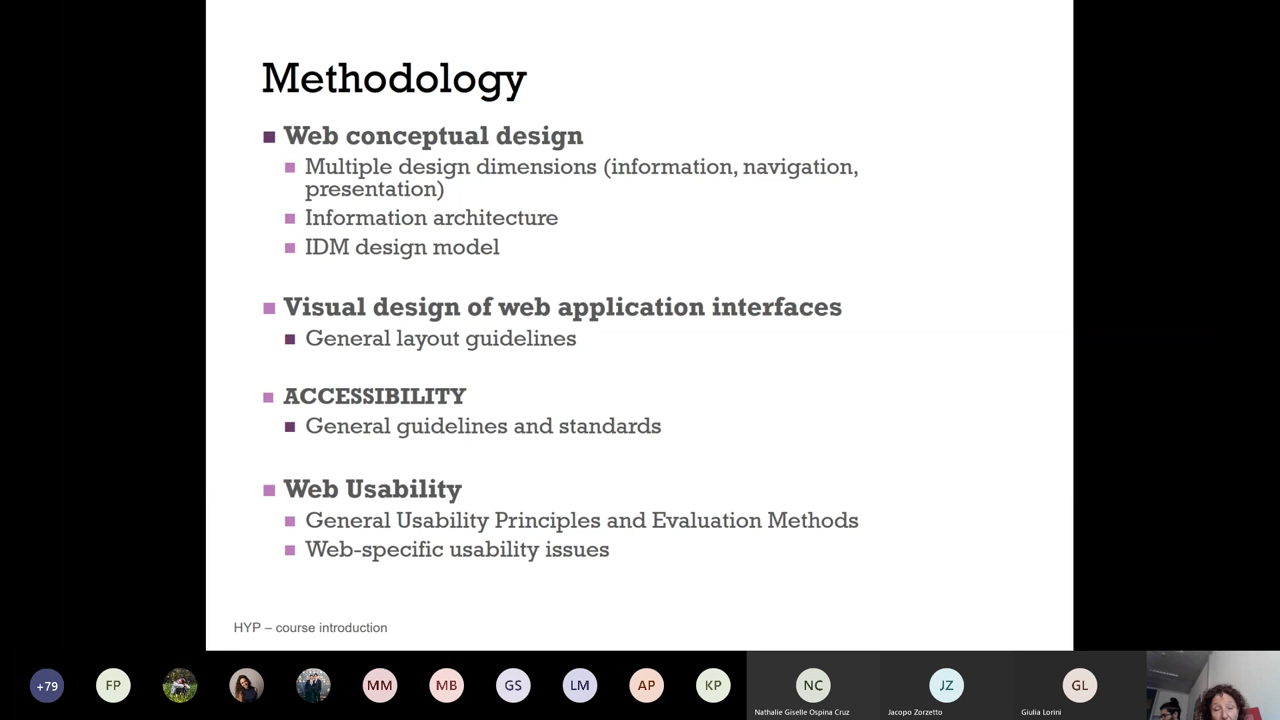 Methodology
Web conceptual design
Multiple design dimensions (information, navigation,
presentation)
Information architecture
IDM design model
Visual design of web application interfaces
General layout guidelines
ACCESSIBILITY
General guidelines and standards
Web Usability
General Usability Principles and Evaluation Methods
Web-specific usability issues
HYP – course introduction
+79 FP MM MB GS LM AP KP NC JZ GL
Nathalie Giselle Ospina Cruz Jacopo Zorzetto Giulia Lorini